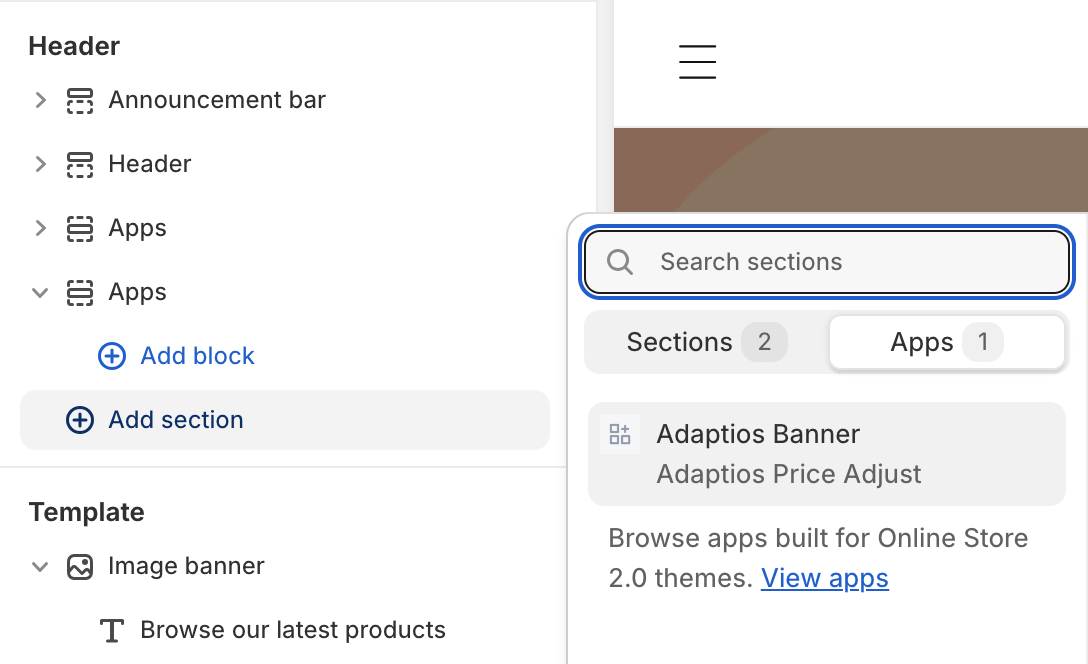 Header
Announcement bar
Header
Apps
Apps
Add block
Add section
Template
Image banner
Browse our latest products
Search sections
Sections 2
Apps 1
Adaptios Banner
Adaptios Price Adjust
Browse apps built for Online Store
2.0 themes. View apps